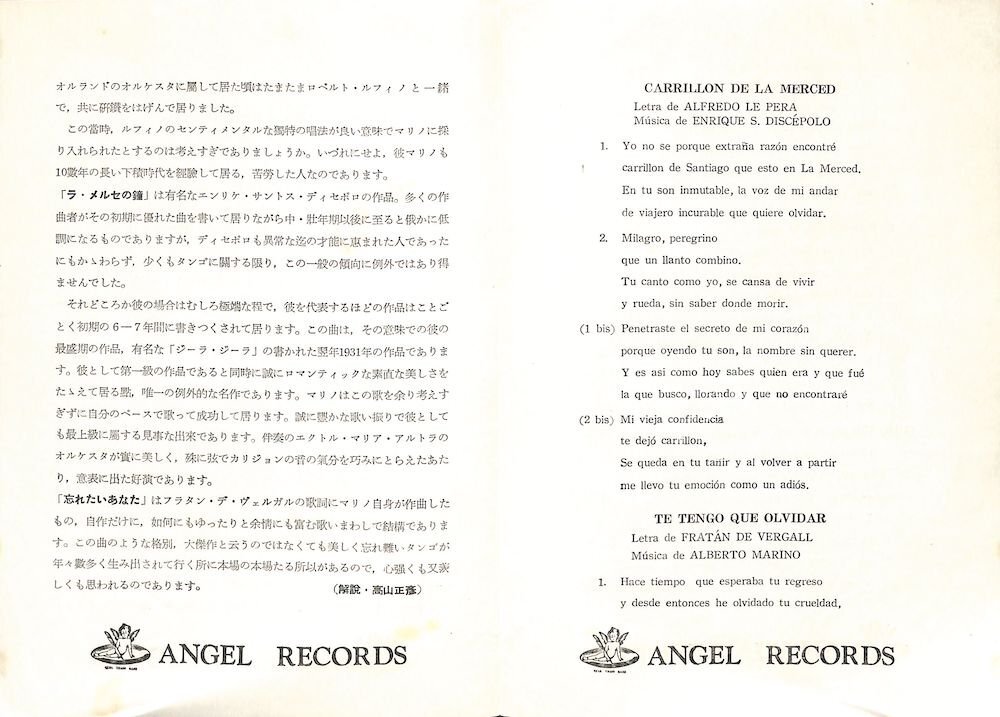 オルランドのオルケスタに屬して居た頃はたまたまロベルト・ルフィノと一緒
で，共に硏鑽をはげんで居りました。
この當時，ルフィノのセンティメンタルな獨特の唱法が良い意味でマリノに採
り入れられたとするのは考えすぎでありましょうか。いづれにせよ，彼マリノも
10數年の長い下積時代を經驗して居る，苦勞した人なのであります。
「ラ・メルセの鐘」は有名なエンリケ・サントス・ディセポロの作品。多くの作
曲者がその初期に優れた曲を書いて居りながら中・壯年期以後に至ると俄かに低
調になるものでありますが，ディセポロも異常な迄の才能に惠まれた人であった
にもかゝわらず，少くもタンゴに關する限り，この一般の傾向に例外ではあり得
ませんでした。
それどころか彼の場合はむしろ極端な程で，彼を代表するほどの作品はことご
とく初期の６―７年間に書きつくされて居ります。この曲は，その意味での彼の
最盛期の作品，有名な「ジーラ・ジーラ」の書かれた翌年1931年の作品でありま
す。彼として第一級の作品であると同時に誠にロマンティックな素直な美しさを
たゝえて居る點，唯一の例外的な名作であります。マリノはこの歌を余り考えす
ぎずに自分のペースで歌って成功して居ります。誠に懇かな歌い振りで彼として
も最上級に屬する見事な出來であります。伴奏のエクトル・マリア・アルトラの
オルケスタが實に美しく，殊に弦でカリジョンの音の氣分を巧みにとらえたあた
り，意表に出た好演であります。
「忘れたいあなた」はフラタン・デ・ヴェルガルの歌詞にマリノ自身が作曲した
もの，自作だけに，如何にもゆったりと余情にも富む歌いまわしで結構でありま
す。この曲のような格別，大傑作と云うのではなくても美しく忘れ難いタンゴが
年々數多く生み出されて行く所に本場の本場たる所以があるので，心强くも又羨
しくも思われるのであります。
（解說・高山正彥）
ANGEL RECORDS
CARRILLON DE LA MERCED
Letra de ALFREDO LE PERA
Música de ENRIQUE S. DISCÉPOLO
1. Yo no se porque extraña razón encontré
carrillon de Santiago que esto en La Merced.
En tu son inmutable, la voz de mi andar
de viajero incurable que quiere olvidar.
2. Milagro, peregrino
que un llanto combino.
Tu canto como yo, se cansa de vivir
y rueda, sin saber donde morir.
(1 bis) Penetraste el secreto de mi corazón
porque oyendo tu son, la nombre sin querer.
Y es asi como hoy sabes quien era y que fué
la que busco, llorando y que no encontraré
(2 bis) Mi vieja confidencia
te dejó carrillon,
Se queda en tu tañir y al volver a partir
me llevo tu emoción como un adiós.
TE TENGO QUE OLVIDAR
Letra de FRATÁN DE VERGALL
Música de ALBERTO MARINO
1. Hace tiempo que esperaba tu regreso
y desde entonces he olvidado tu crueldad,
ANGEL RECORDS